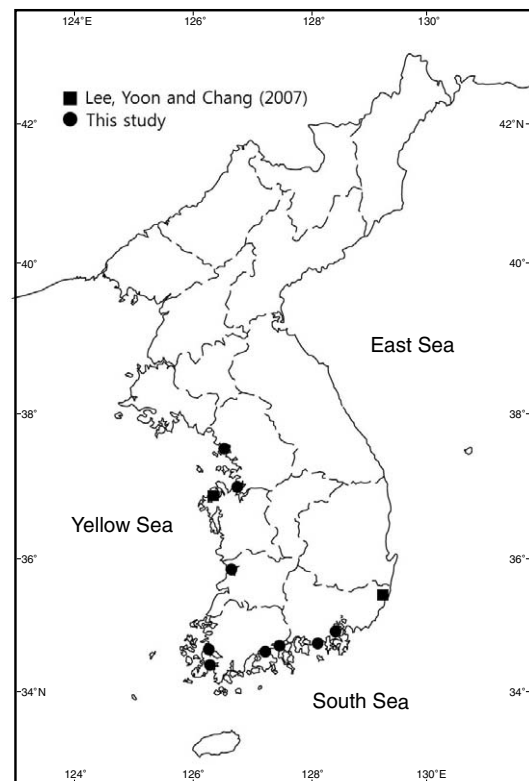 124°E 126° 128° 130°
■ Lee, Yoon and Chang (2007)
● This study
42° 42°N
40° 40°
East Sea
38° 38°
Yellow Sea
36° 36°
34°N 34°
South Sea
124° 126° 128° 130°E